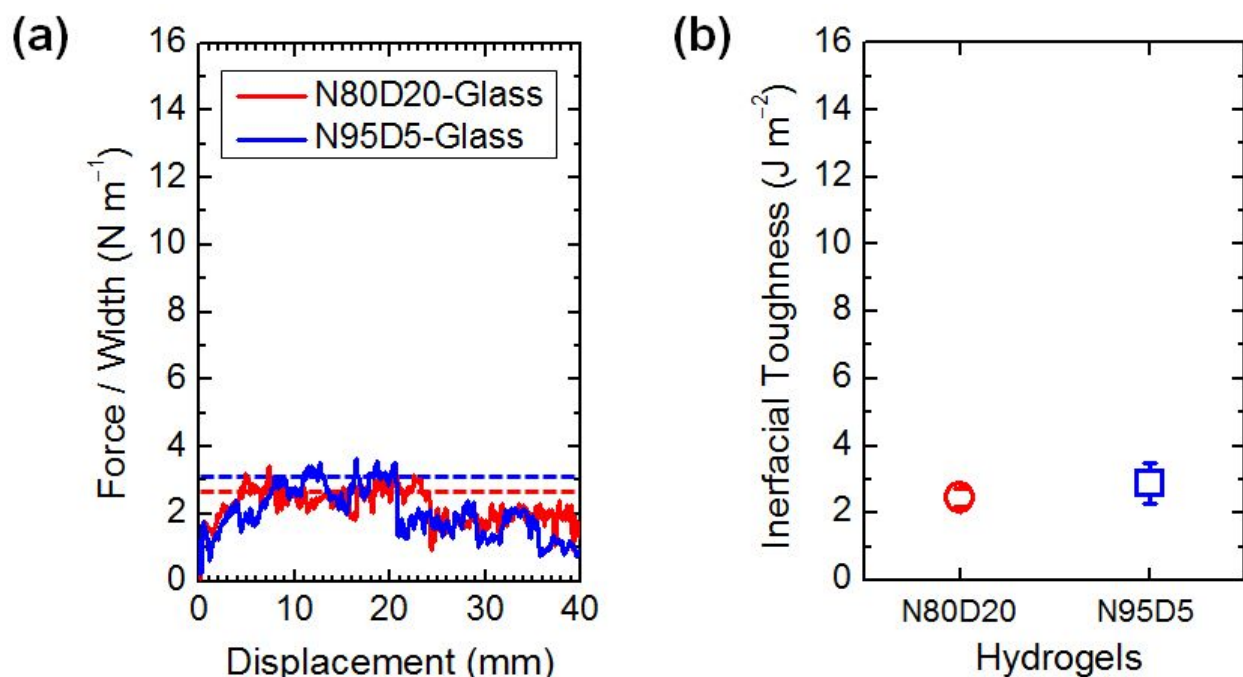 (a)
Force / Width (N m⁻¹)
16
14
12
10
8
6
4
2
0
N80D20-Glass
N95D5-Glass
0 10 20 30 40
Displacement (mm)
(b)
Inerfacial Toughness (J m⁻²)
16
14
12
10
8
6
4
2
0
N80D20 N95D5
Hydrogels